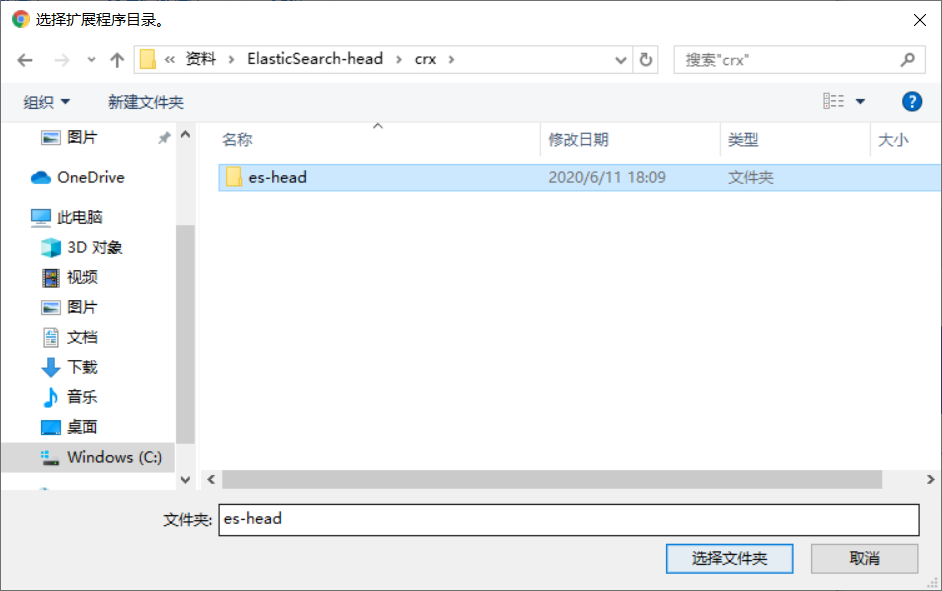 选择扩展程序目录。
« 资料 › ElasticSearch-head › crx ›
搜索"crx"
组织
新建文件夹
?
名称
修改日期
类型
大小
图片
OneDrive
此电脑
3D 对象
视频
图片
文档
下载
音乐
桌面
Windows (C:)
es-head
2020/6/11 18:09
文件夹
文件夹:
es-head
选择文件夹
取消